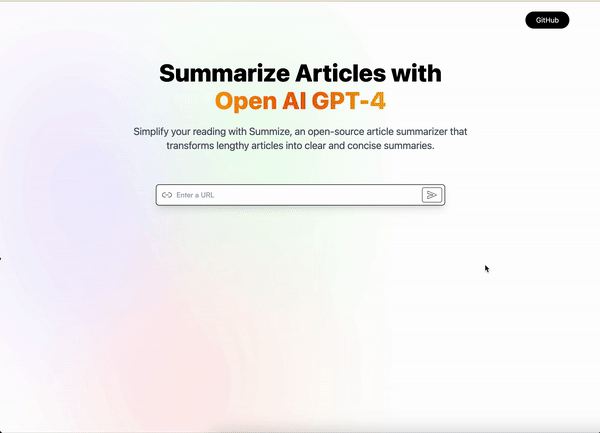 GitHub
Summarize Articles with
Open AI GPT-4
Simplify your reading with Summize, an open-source article summarizer that
transforms lengthy articles into clear and concise summaries.
Enter a URL